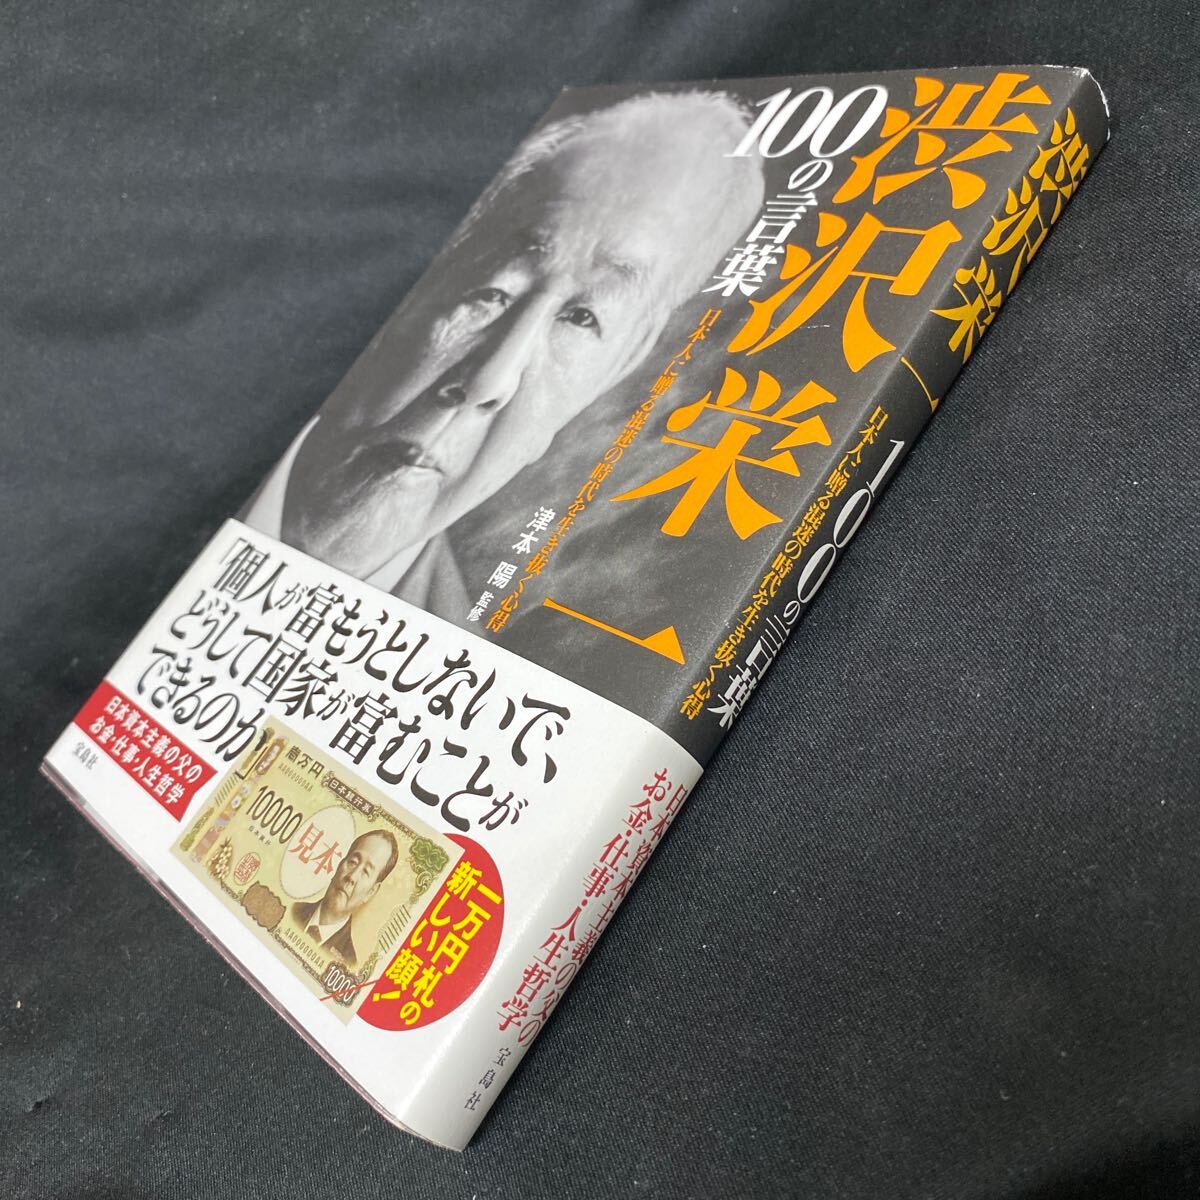 渋沢栄一
100の言葉
日本人に贈る混迷の時代を生き抜く心得
津本 陽 監修
「個人が富もうとしないで、
どうして国家が富むことが
できるのか」
日本資本主義の父の
お金・仕事・人生哲学
宝島社
壱万円
AA000000AA
日本銀行券
10000
見本
日本銀行
AA000000AA
10000
一万円札の
新しい顔!
渋沢栄一
100の言葉
日本人に贈る混迷の時代を生き抜く心得
日本資本主義の父の
お金・仕事・人生哲学
宝島社